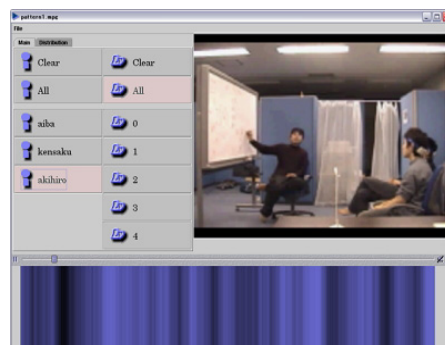 pattern1.mpg
File
Main Distribution
Clear Clear
All All
aiba 0
kensaku 1
akihiro 2
3
4